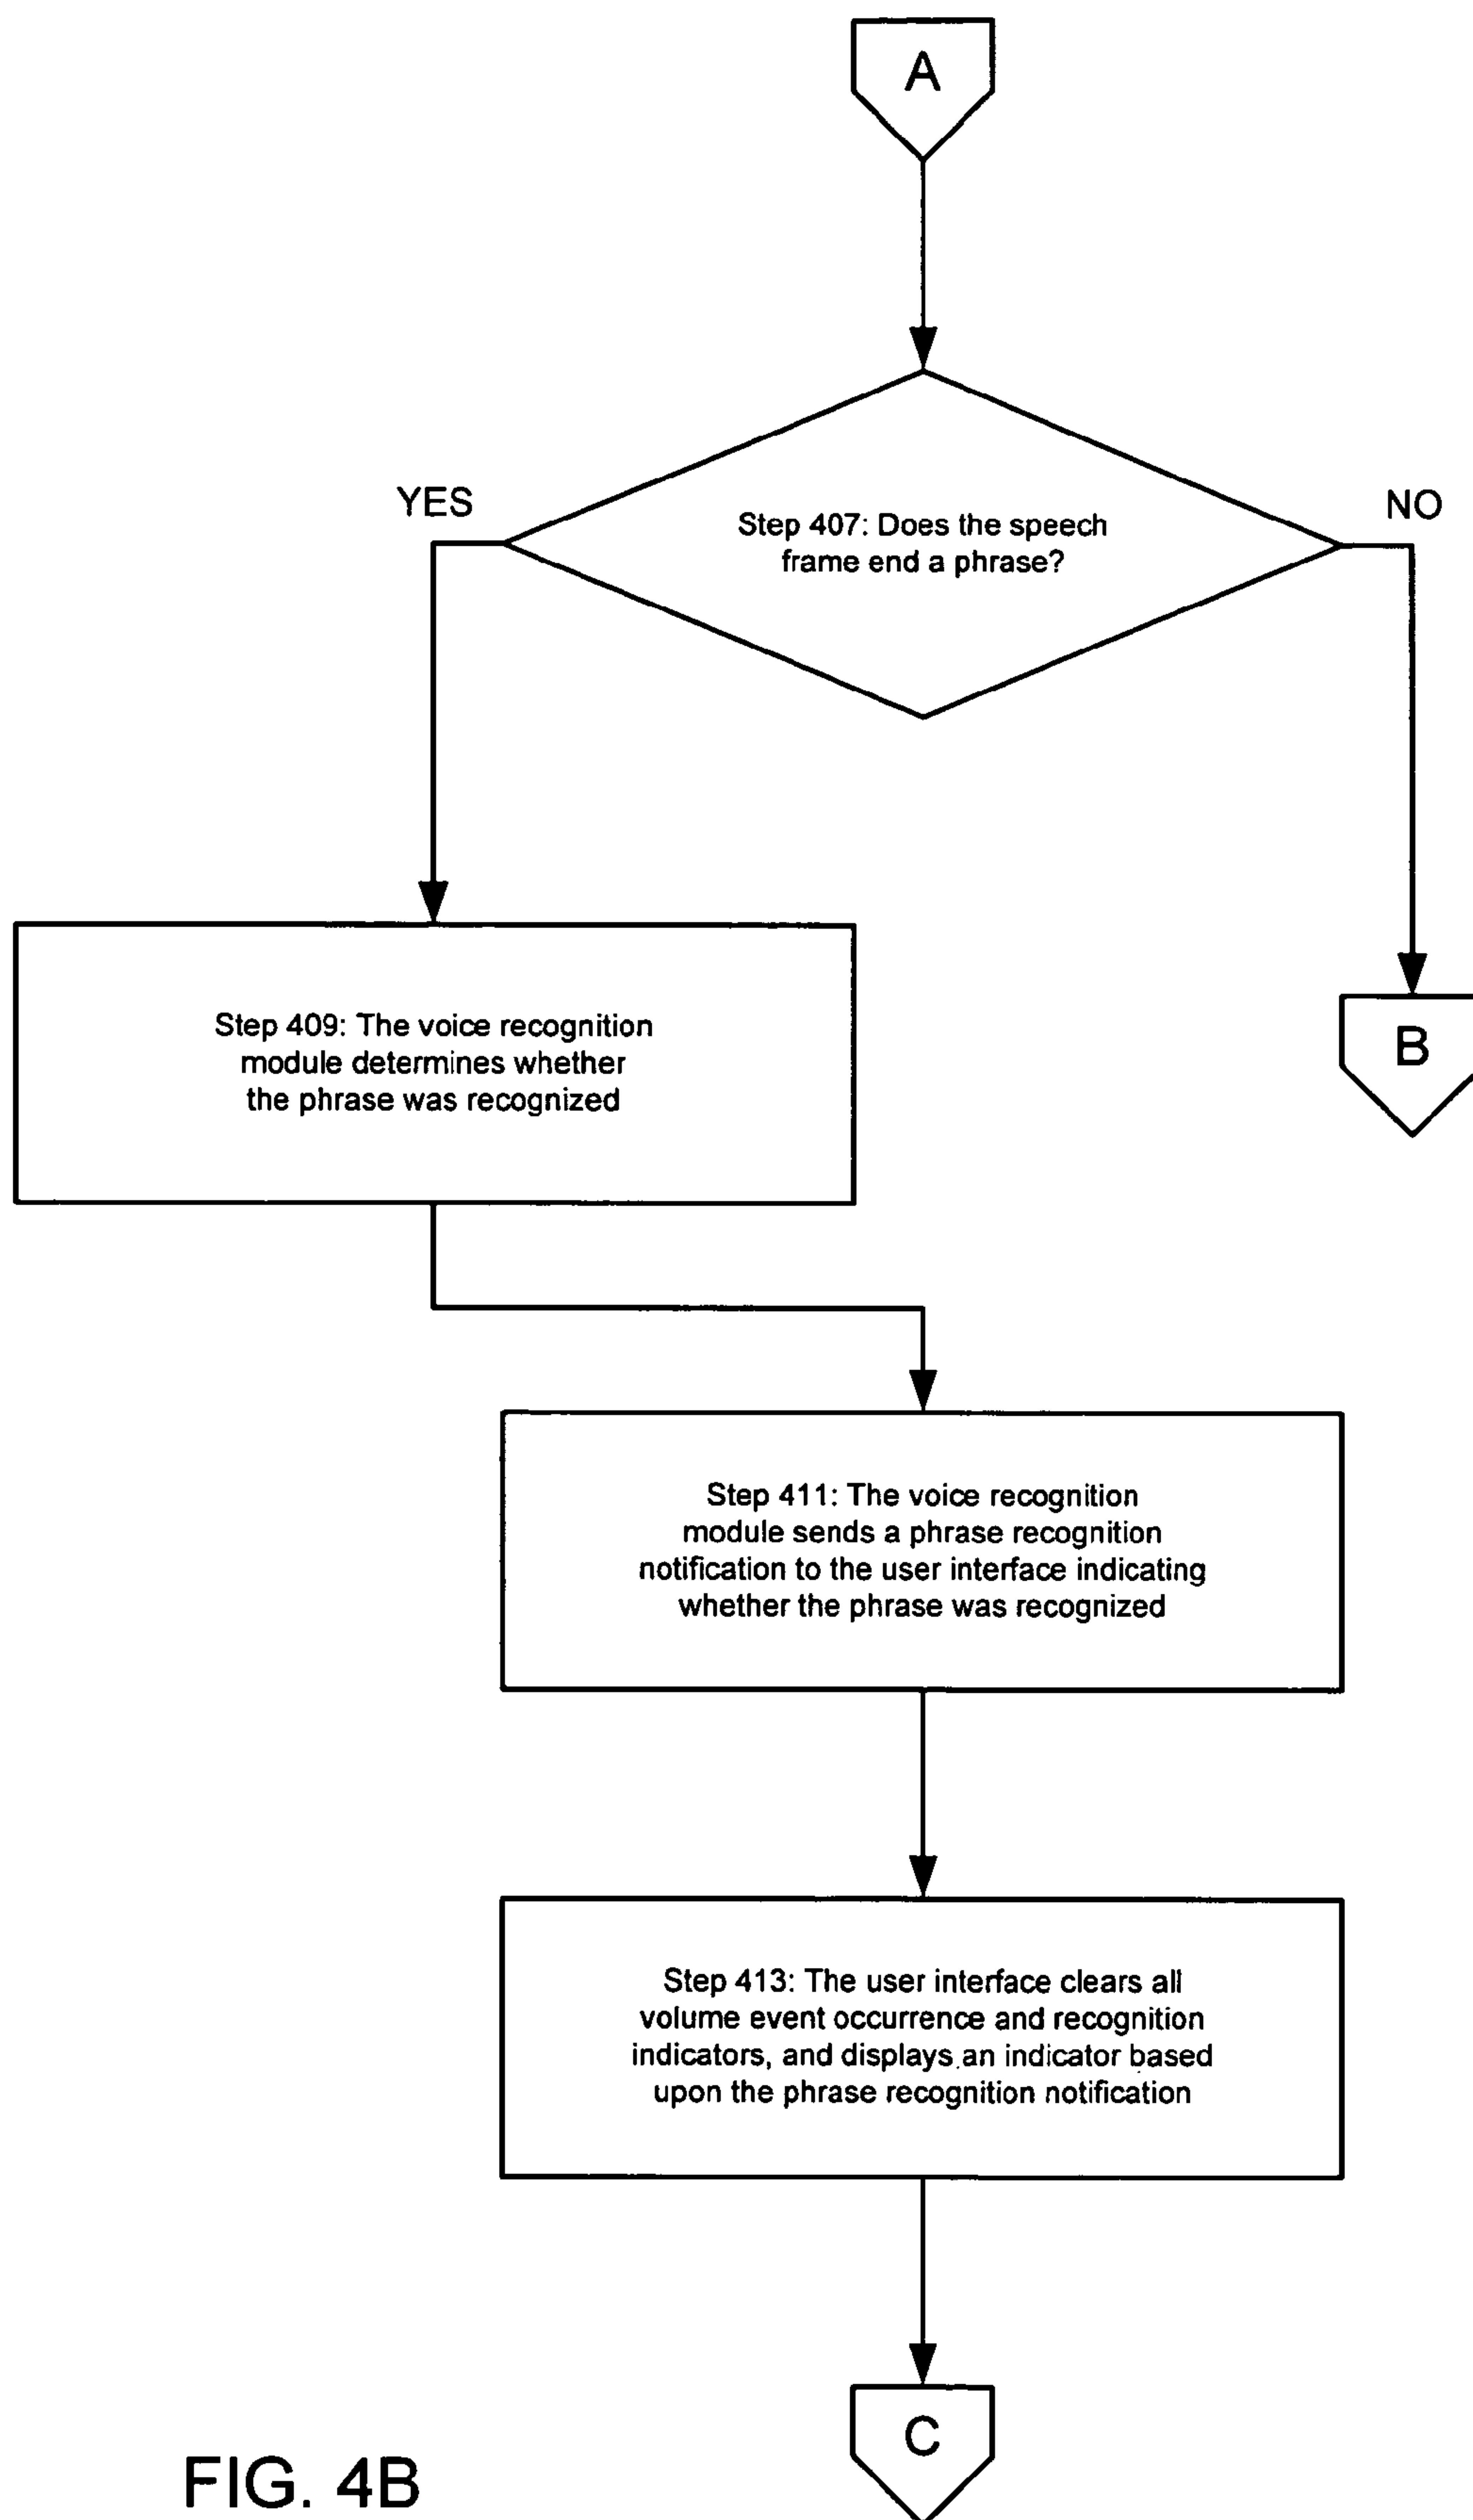 A
YES
NO
Step 407: Does the speech
frame end a phrase?
Step 409: The voice recognition
module determines whether
the phrase was recognized
B
Step 411: The voice recognition
module sends a phrase recognition
notification to the user interface indicating
whether the phrase was recognized
Step 413: The user interface clears all
volume event occurrence and recognition
indicators, and displays an indicator based
upon the phrase recognition notification
C
FIG. 4B